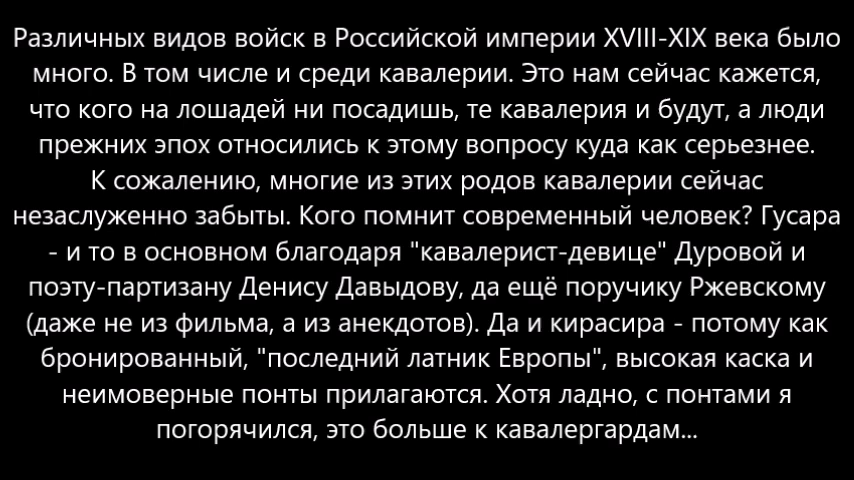 Различных видов войск в Российской империи XVIII-XIX века было
много. В том числе и среди кавалерии. Это нам сейчас кажется,
что кого на лошадей ни посадишь, те кавалерия и будут, а люди
прежних эпох относились к этому вопросу куда как серьезнее.
К сожалению, многие из этих родов кавалерии сейчас
незаслуженно забыты. Кого помнит современный человек? Гусара
- и то в основном благодаря "кавалерист-девице" Дуровой и
поэту-партизану Денису Давыдову, да ещё поручику Ржевскому
(даже не из фильма, а из анекдотов). Да и кирасира - потому как
бронированный, "последний латник Европы", высокая каска и
неимоверные понты прилагаются. Хотя ладно, с понтами я
погорячился, это больше к кавалергардам...